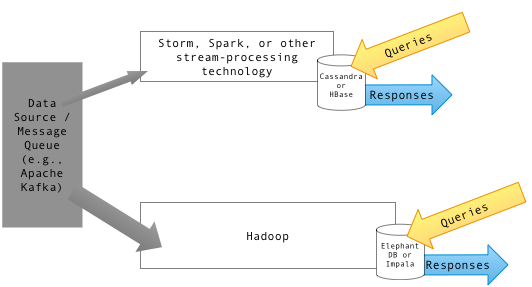 Storm, Spark, or other
stream-processing
technology
Queries
Cassandra
or
HBase
Responses
Data
Source /
Message
Queue
(e.g.,
Apache
Kafka)
Hadoop
Queries
Elephant
DB or
Impala
Responses